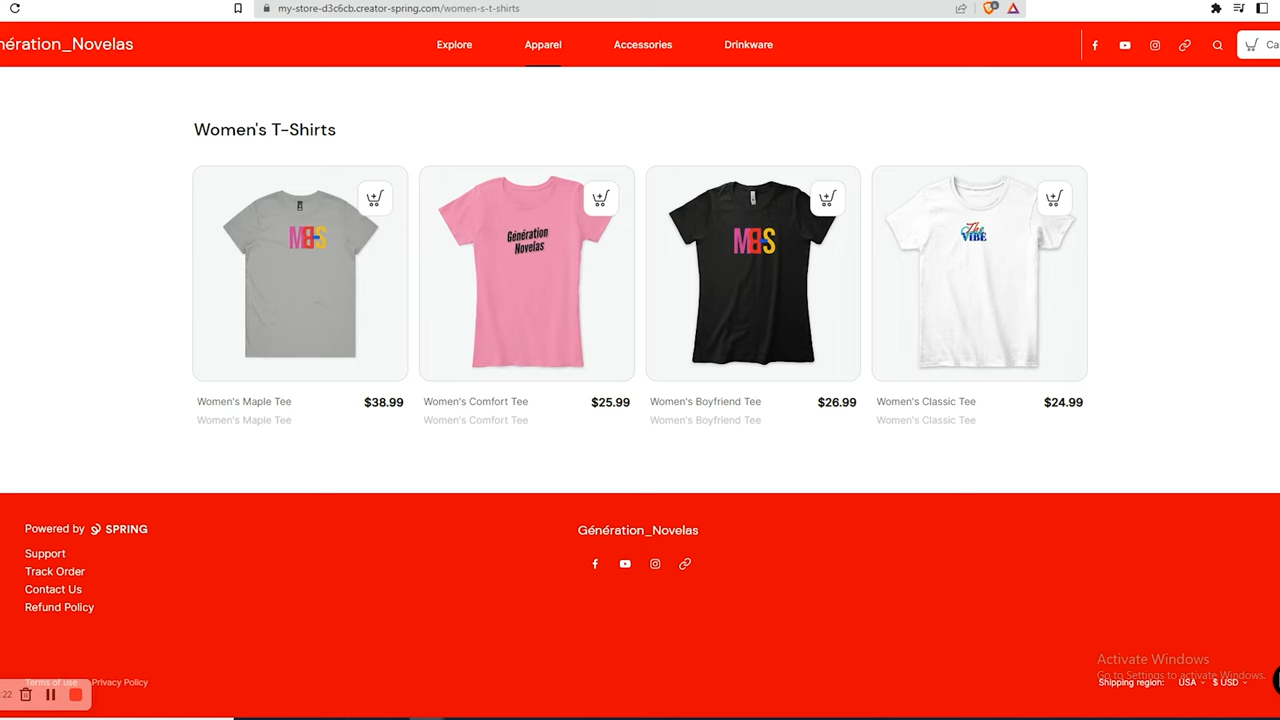 my-store-d3c6cb.creator-spring.com/women-s-t-shirts
nération_Novelas
Explore
Apparel
Accessories
Drinkware
Ca
Women's T-Shirts
MBS
Génération
Novelas
MBS
The
VIBE
Women's Maple Tee
$38.99
Women's Maple Tee
Women's Comfort Tee
$25.99
Women's Comfort Tee
Women's Boyfriend Tee
$26.99
Women's Boyfriend Tee
Women's Classic Tee
$24.99
Women's Classic Tee
Powered by SPRING
Support
Track Order
Contact Us
Refund Policy
Génération_Novelas
Activate Windows
Go to Settings to activate Windows.
Terms of use
Privacy Policy
Shipping region:
USA
$ USD
:22